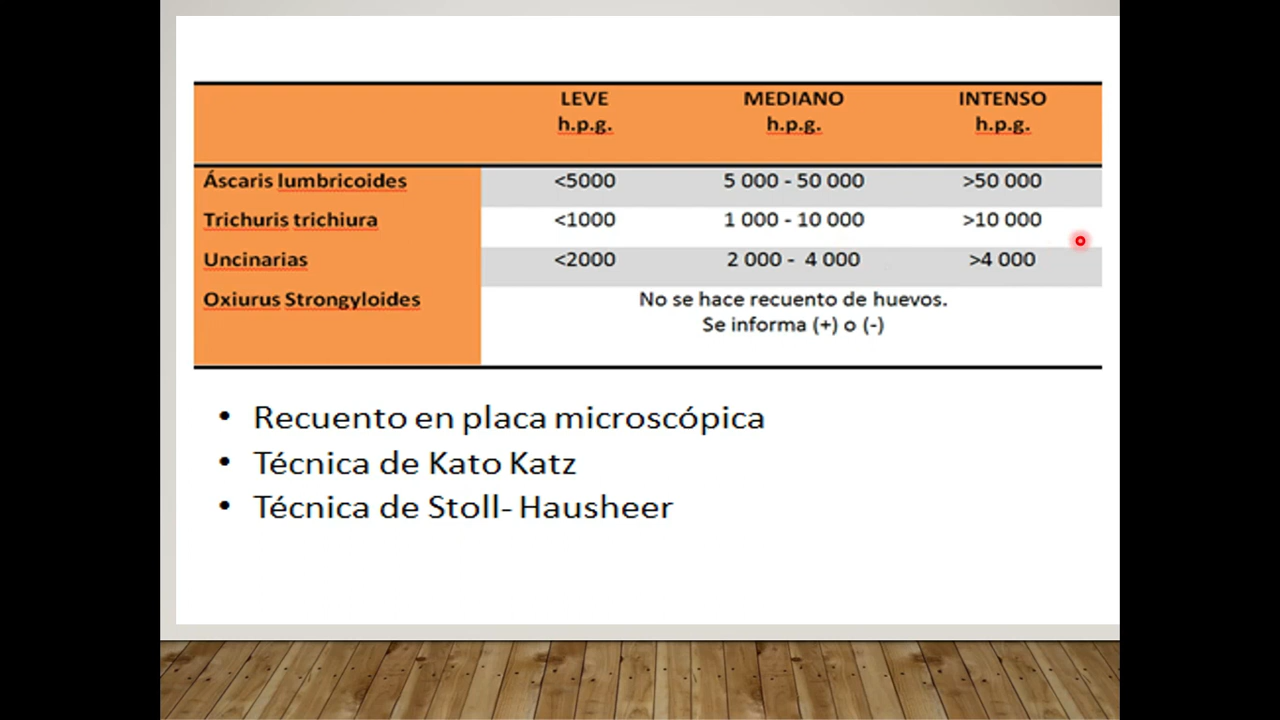 LEVE MEDIANO INTENSO
h.p.g. h.p.g. h.p.g.
Áscaris lumbricoides <5000 5 000 - 50 000 >50 000
Trichuris trichiura <1000 1 000 - 10 000 >10 000
Uncinarias <2000 2 000 - 4 000 >4 000
Oxiurus Strongyloides No se hace recuento de huevos.
Se informa (+) o (-)
• Recuento en placa microscópica
• Técnica de Kato Katz
• Técnica de Stoll- Hausheer